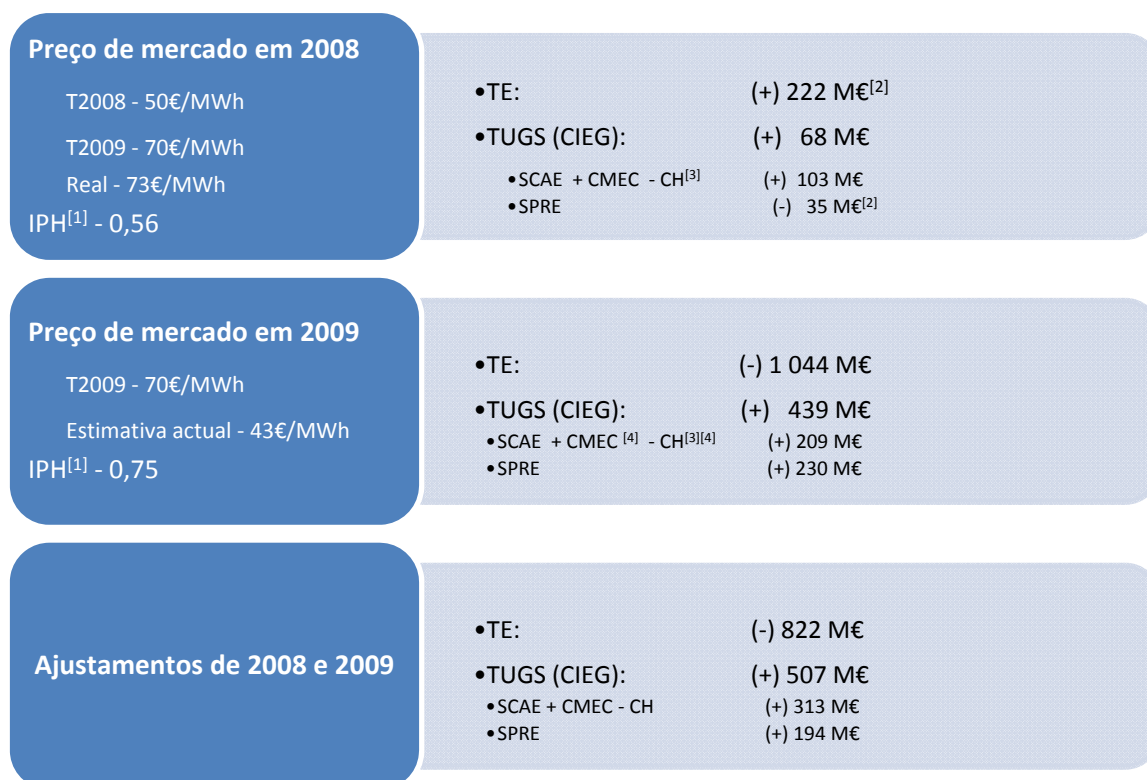 Preço de mercado em 2008
T2008 - 50€/MWh
T2009 - 70€/MWh
Real - 73€/MWh
IPH[1] - 0,56
•TE: (+) 222 M€[2]
•TUGS (CIEG): (+) 68 M€
•SCAE + CMEC - CH[3] (+) 103 M€
•SPRE (-) 35 M€[2]
Preço de mercado em 2009
T2009 - 70€/MWh
Estimativa actual - 43€/MWh
IPH[1] - 0,75
•TE: (-) 1 044 M€
•TUGS (CIEG): (+) 439 M€
•SCAE + CMEC [4] - CH[3][4] (+) 209 M€
•SPRE (+) 230 M€
Ajustamentos de 2008 e 2009
•TE: (-) 822 M€
•TUGS (CIEG): (+) 507 M€
•SCAE + CMEC - CH (+) 313 M€
•SPRE (+) 194 M€